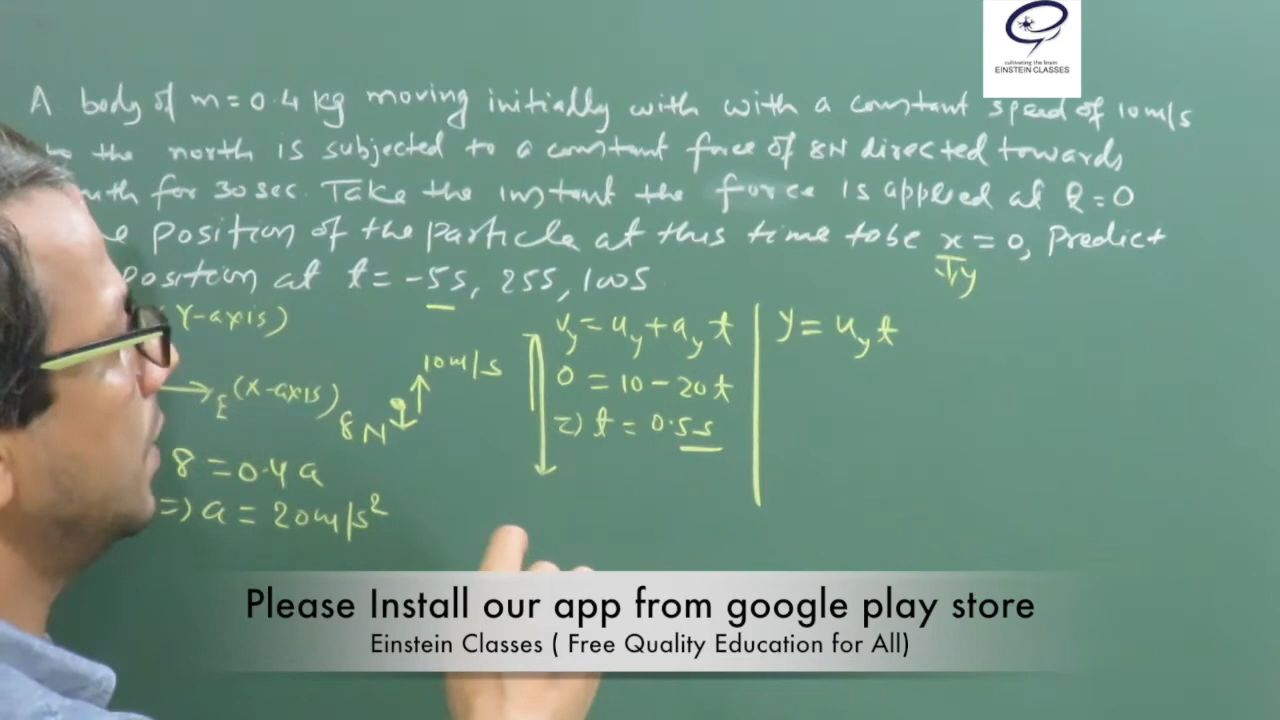 cultivating the brain
EINSTEIN CLASSES
A body of m = 0.4 kg moving initially with with a constant speed of 10 m/s
the north is subjected to a constant force of 8N directed towards
for 30 sec. Take the instant the force is applied at t = 0
position of the particle at this time to be x = 0, predict
y
position at t = -5s, 25s, 100s
Y-axis)
10 m/s
E (X-axis)
8N
8 = 0.4 a
=> a = 20 m/s²
Vy = uy + ay t
0 = 10 - 20t
=> t = 0.5s
y = uy t
Please Install our app from google play store
Einstein Classes ( Free Quality Education for All)